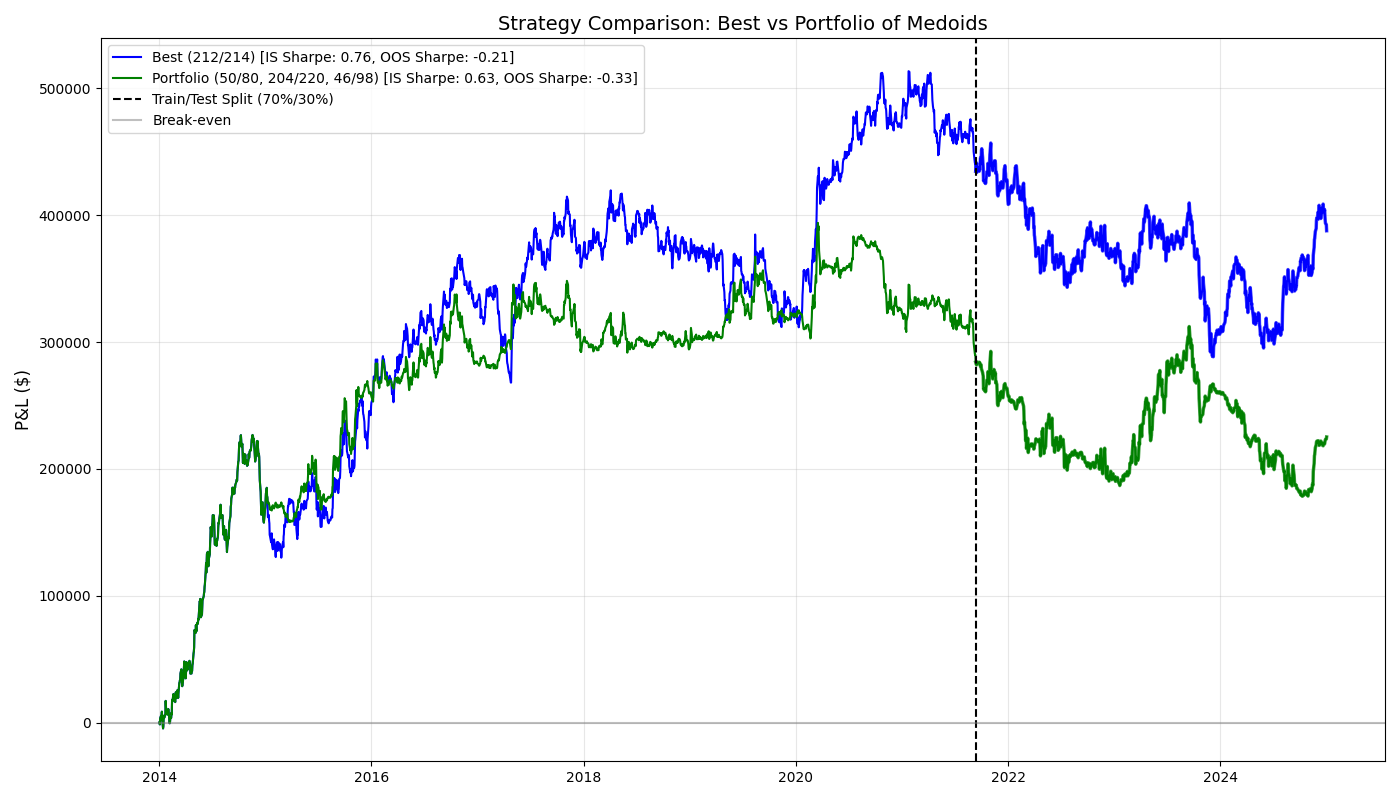 Strategy Comparison: Best vs Portfolio of Medoids
Best (212/214) [IS Sharpe: 0.76, OOS Sharpe: -0.21]
Portfolio (50/80, 204/220, 46/98) [IS Sharpe: 0.63, OOS Sharpe: -0.33]
Train/Test Split (70%/30%)
Break-even
P&L ($)
500000
400000
300000
200000
100000
0
2014
2016
2018
2020
2022
2024